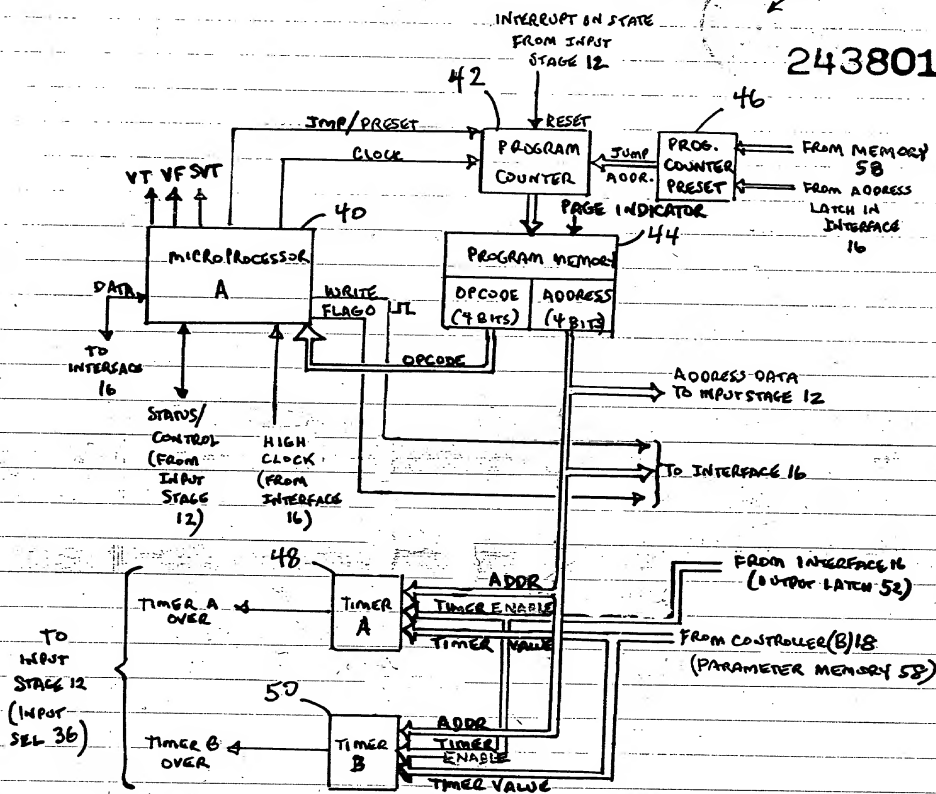 INTERRUPT ON STATE
FROM INPUT
STAGE 12
243801
42
46
JMP/PRESET
RESET
CLOCK
PROGRAM
COUNTER
JUMP
ADDR.
PROG.
COUNTER
PRESET
FROM MEMORY
58
FROM ADDRESS
LATCH IN
INTERFACE
16
VT VF SVT
40
PAGE INDICATOR
44
MICROPROCESSOR
A
PROGRAM MEMORY
DATA
WRITE
FLAG0
OPCODE
(4 BITS)
ADDRESS
(4 BITS)
OPCODE
TO
INTERFACE
16
ADDRESS DATA
TO INPUT STAGE 12
STATUS/
CONTROL
(FROM
INPUT
STAGE
12)
HIGH
CLOCK
(FROM
INTERFACE
16)
TO INTERFACE 16
48
FROM INTERFACE 16
(OUTPUT LATCH 52)
ADDR
TIMER A
OVER
TIMER
A
TIMER ENABLE
TIMER VALUE
FROM CONTROLLER (B) 18
(PARAMETER MEMORY 58)
TO
INPUT
STAGE 12
(INPUT
SEL 36)
50
ADDR
TIMER B
OVER
TIMER
B
TIMER
ENABLE
TIMER VALUE